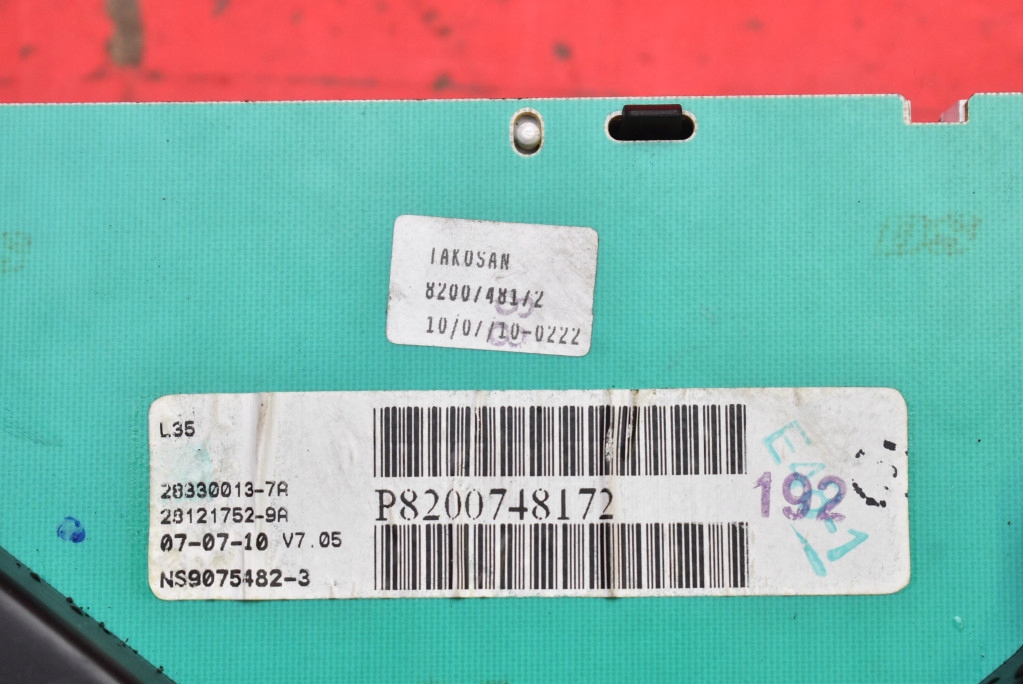 TAKOSAN
8200748172
10/07/10-0222
L35
28330013-7A
28121752-9A
07-07-10 V7.05
NS9075482-3
P8200748172
192